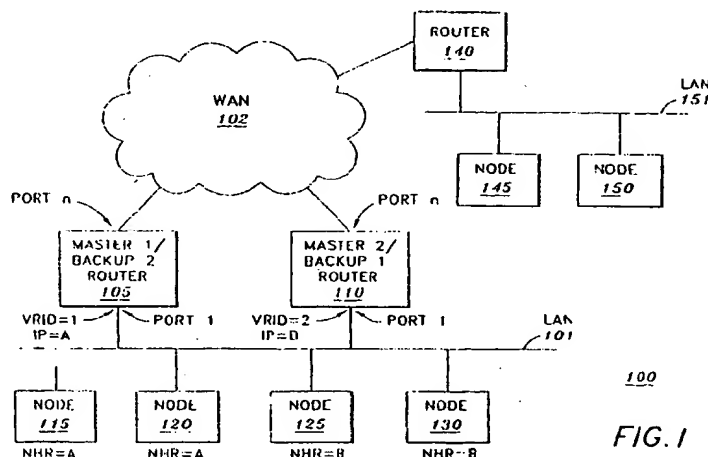 ROUTER
140
WAN
102
LAN
151
NODE
145
NODE
150
PORT n
PORT n
MASTER 1/
BACKUP 2
ROUTER
105
MASTER 2/
BACKUP 1
ROUTER
110
VRID=1
IP=A
PORT 1
VRID=2
IP=D
PORT 1
LAN
101
NODE
115
NHR=A
NODE
120
NHR=A
NODE
125
NHR=B
NODE
130
NHR=B
100
FIG.1